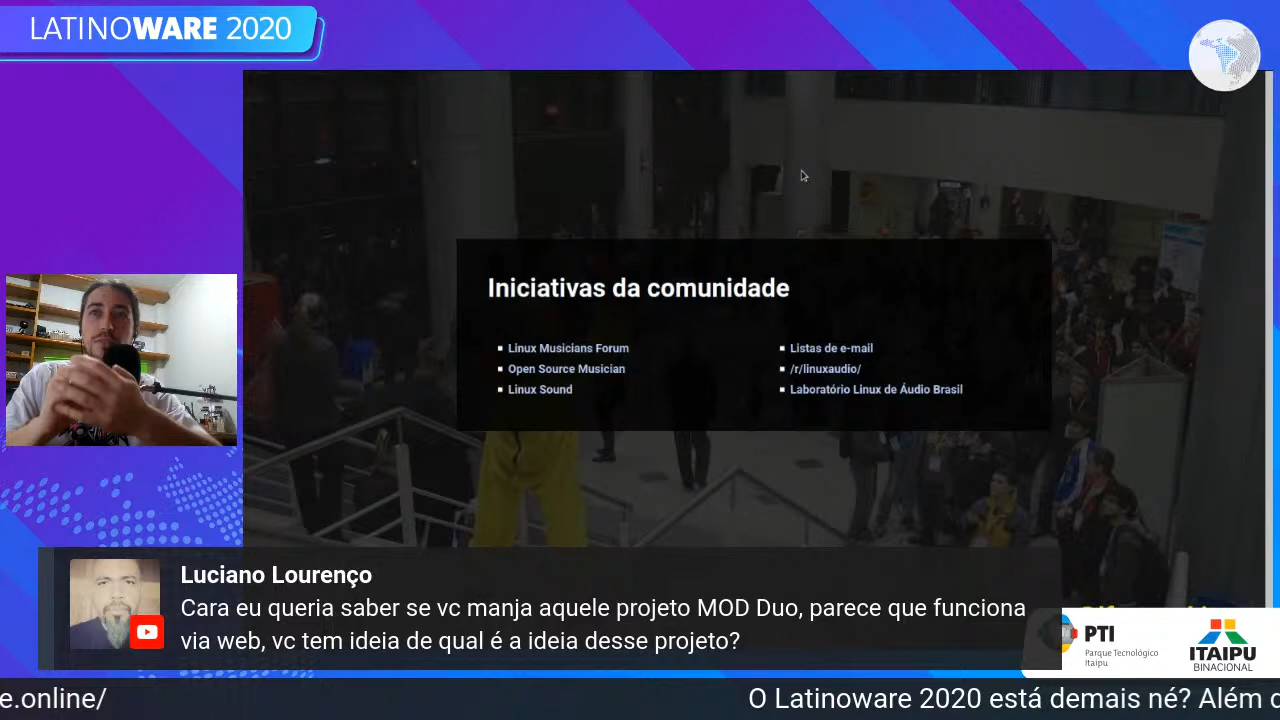 LATINOWARE 2020
Iniciativas da comunidade
Linux Musicians Forum
Open Source Musician
Linux Sound
Listas de e-mail
/r/linuxaudio/
Laboratório Linux de Áudio Brasil
Luciano Lourenço
Cara eu queria saber se vc manja aquele projeto MOD Duo, parece que funciona
via web, vc tem ideia de qual é a ideia desse projeto?
PTI
Parque Tecnológico
Itaipu
ITAIPU
BINACIONAL
e.online/
O Latinoware 2020 está demais né? Além